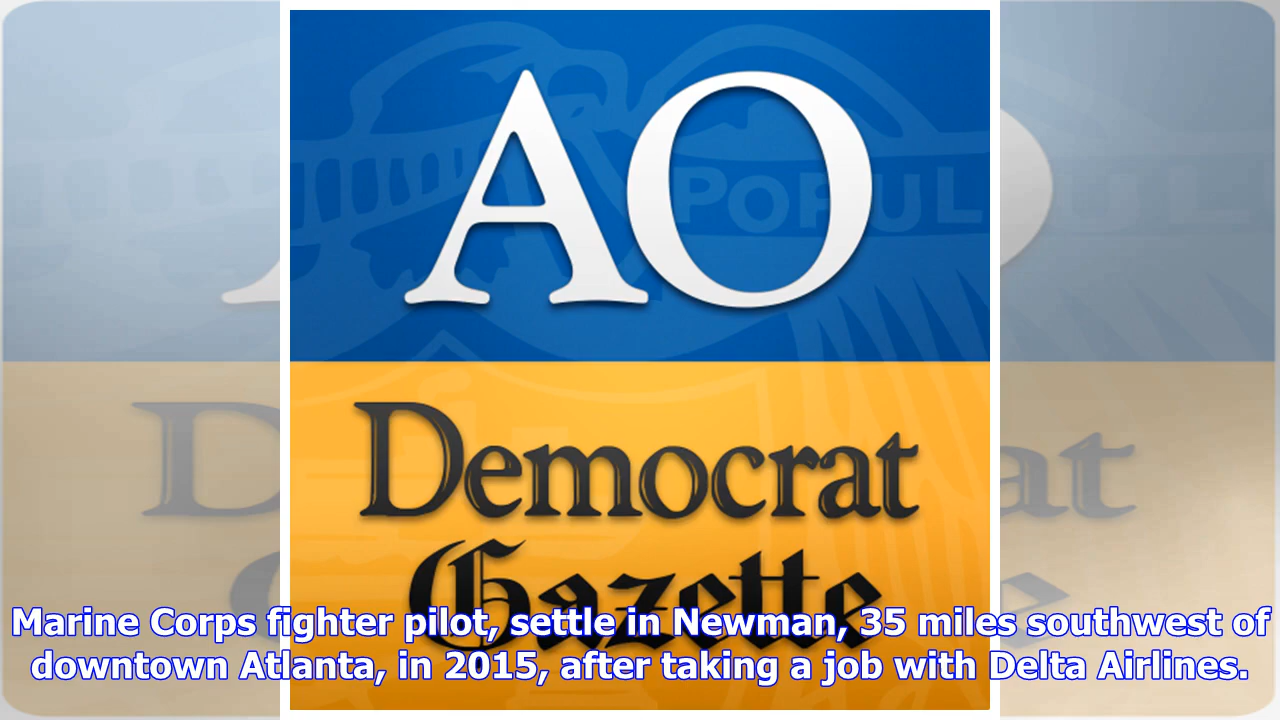 AO
POPUL
Democrat
Gazette
Marine Corps fighter pilot, settle in Newman, 35 miles southwest of
downtown Atlanta, in 2015, after taking a job with Delta Airlines.